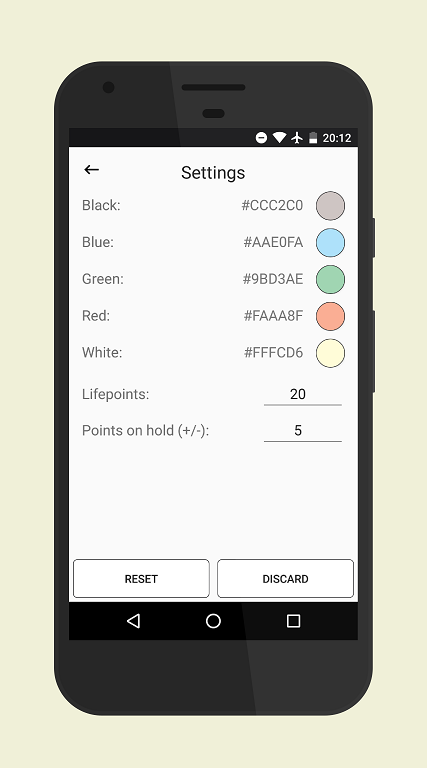 20:12
Settings
Black: #CCC2C0
Blue: #AAE0FA
Green: #9BD3AE
Red: #FAAA8F
White: #FFFCD6
Lifepoints: 20
Points on hold (+/-): 5
RESET DISCARD